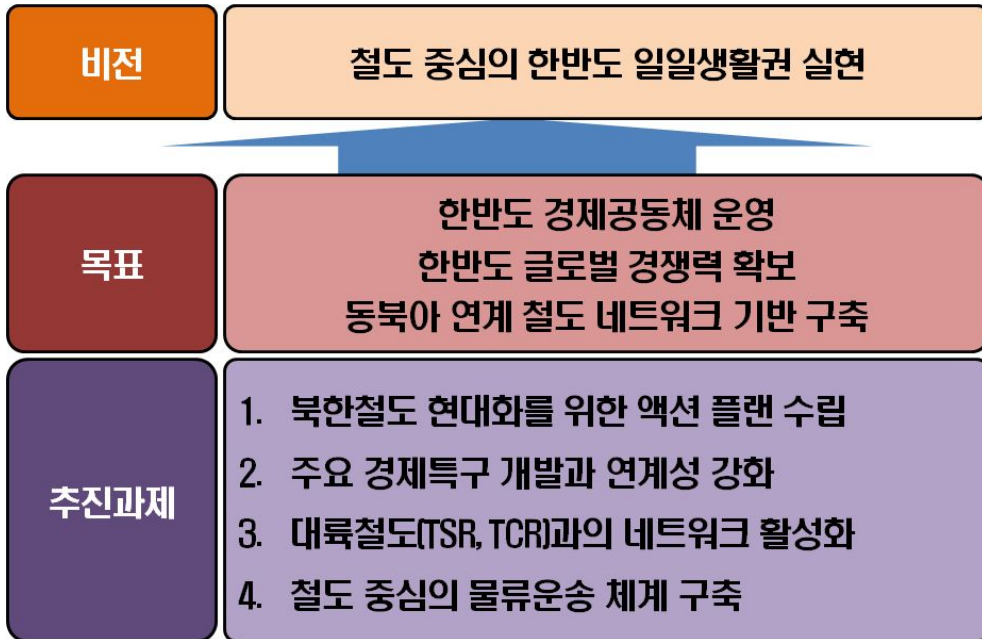 비전
철도 중심의 한반도 일일생활권 실현
목표
한반도 경제공동체 운영
한반도 글로벌 경쟁력 확보
동북아 연계 철도 네트워크 기반 구축
추진과제
1. 북한철도 현대화를 위한 액션 플랜 수립
2. 주요 경제특구 개발과 연계성 강화
3. 대륙철도(TSR, TCR)과의 네트워크 활성화
4. 철도 중심의 물류운송 체계 구축